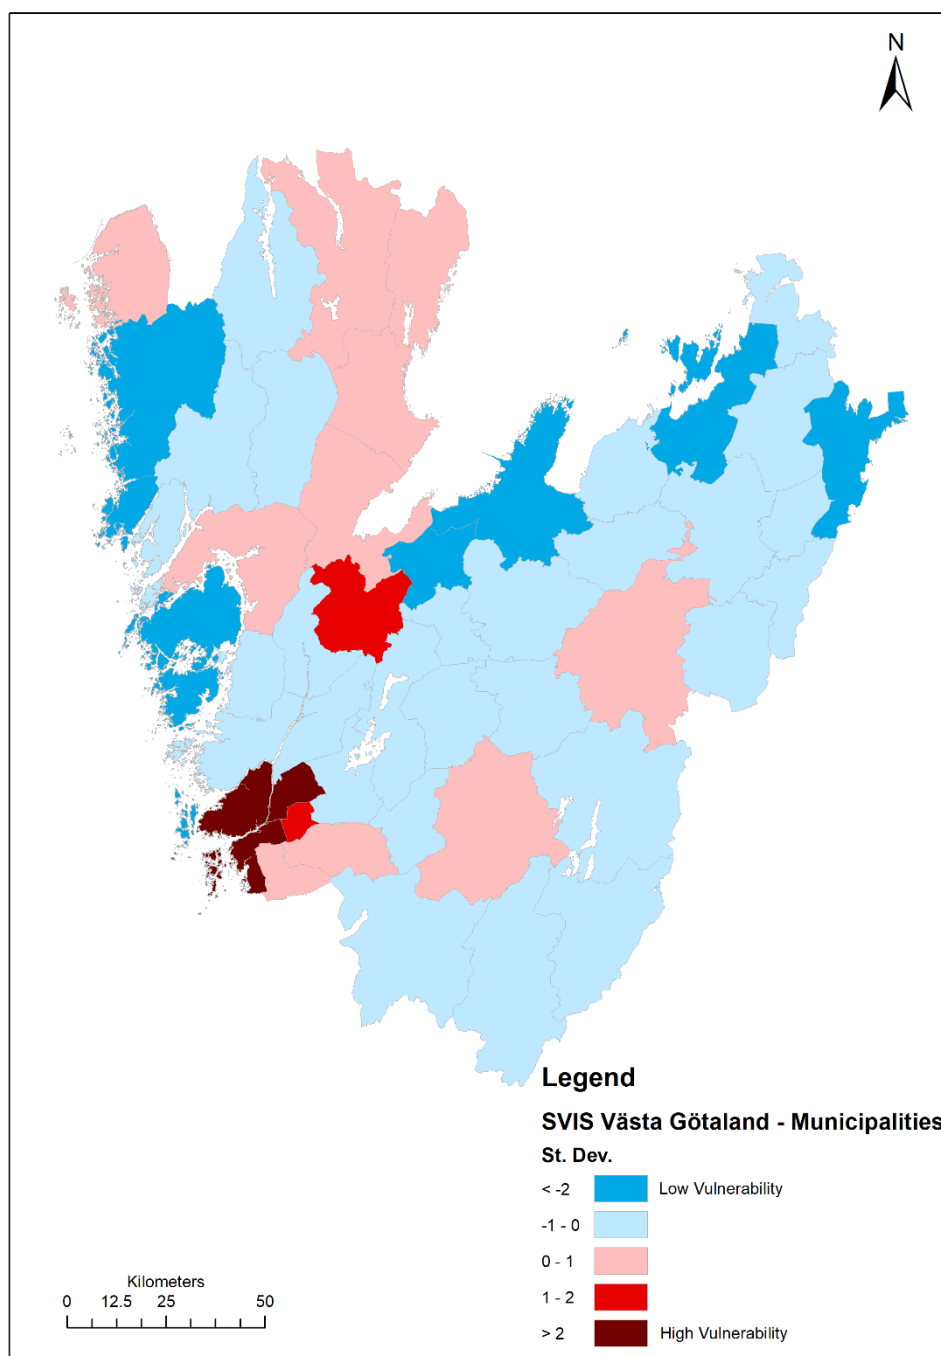 N
Legend
SVIS Västa Götaland - Municipalities
St. Dev.
< -2 Low Vulnerability
-1 - 0
0 - 1
1 - 2
> 2 High Vulnerability
Kilometers
0 12.5 25 50